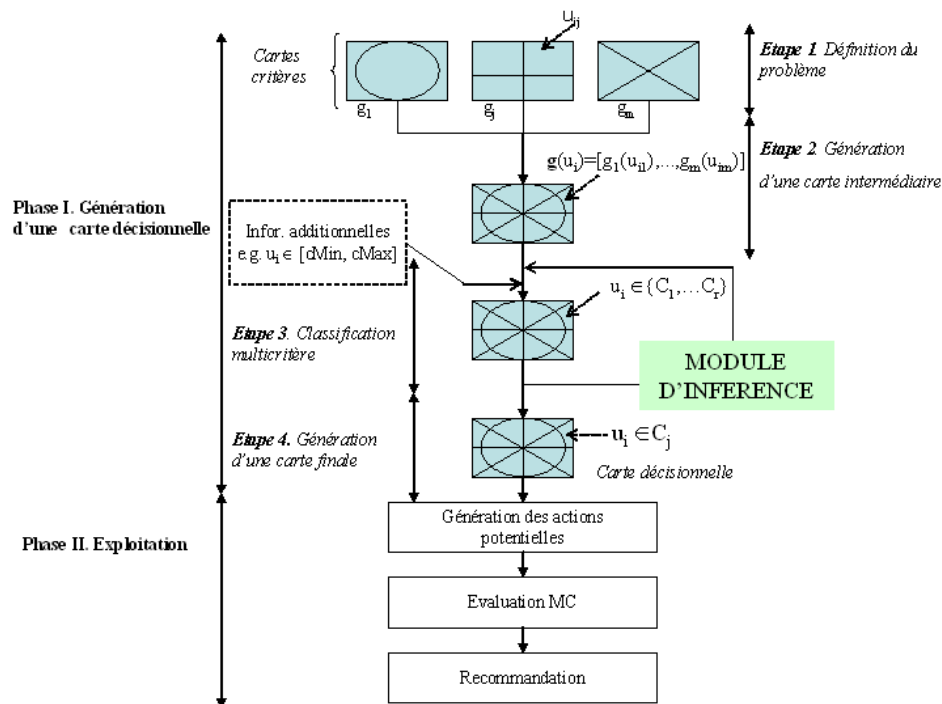 u_ij
Cartes
critères
g_1
g_j
g_m
Etape 1. Définition du
problème
g(u_i)=[g_1(u_il),...,g_m(u_im)]
Etape 2. Génération
d'une carte intermédiaire
Phase I. Génération
d'une carte décisionnelle
Infor. additionnelles
e.g. u_i ∈ [cMin, cMax]
u_i ∈{C_1,...C_r}
Etape 3. Classification
multicritère
MODULE
D'INFERENCE
Etape 4. Génération
d'une carte finale
u_i ∈C_j
Carte décisionnelle
Génération des actions
potentielles
Phase II. Exploitation
Evaluation MC
Recommandation